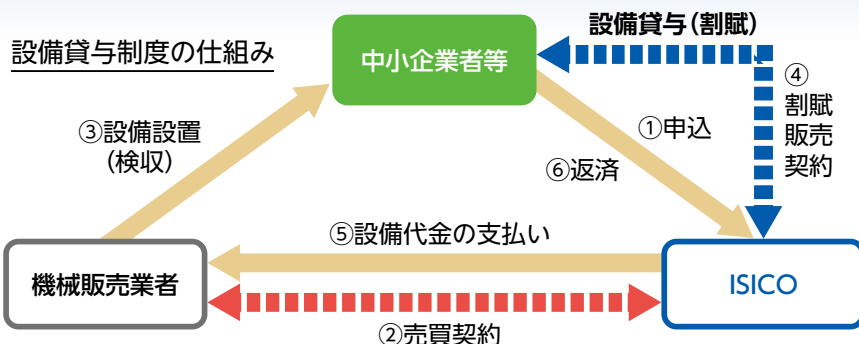 設備貸与制度の仕組み
中小企業者等
設備貸与(割賦)
④
割賦
販売
契約
③設備設置
(検収)
①申込
⑥返済
⑤設備代金の支払い
機械販売業者
ISICO
②売買契約